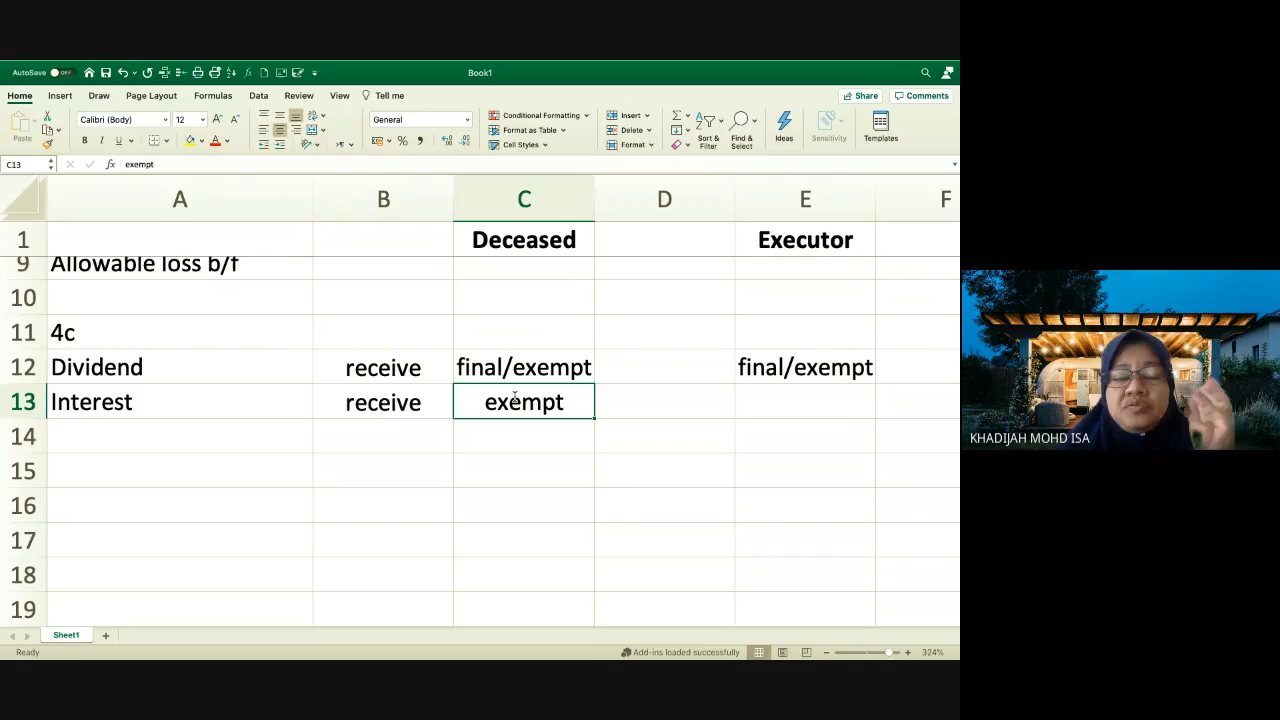 AutoSave OFF
Book1
Home Insert Draw Page Layout Formulas Data Review View Tell me
Share Comments
Paste
Calibri (Body) 12
General
Conditional Formatting
Format as Table
Cell Styles
Insert
Delete
Format
Sort & Filter
Find & Select
Ideas
Sensitivity
Templates
C13 fx exempt
A B C D E F
1 Deceased Executor
9 Allowable loss b/f
10
11 4c
12 Dividend receive final/exempt final/exempt
13 Interest receive exempt
14
15
16
17
18
19
Sheet1
Ready Add-ins loaded successfully 324%
KHADIJAH MOHD ISA